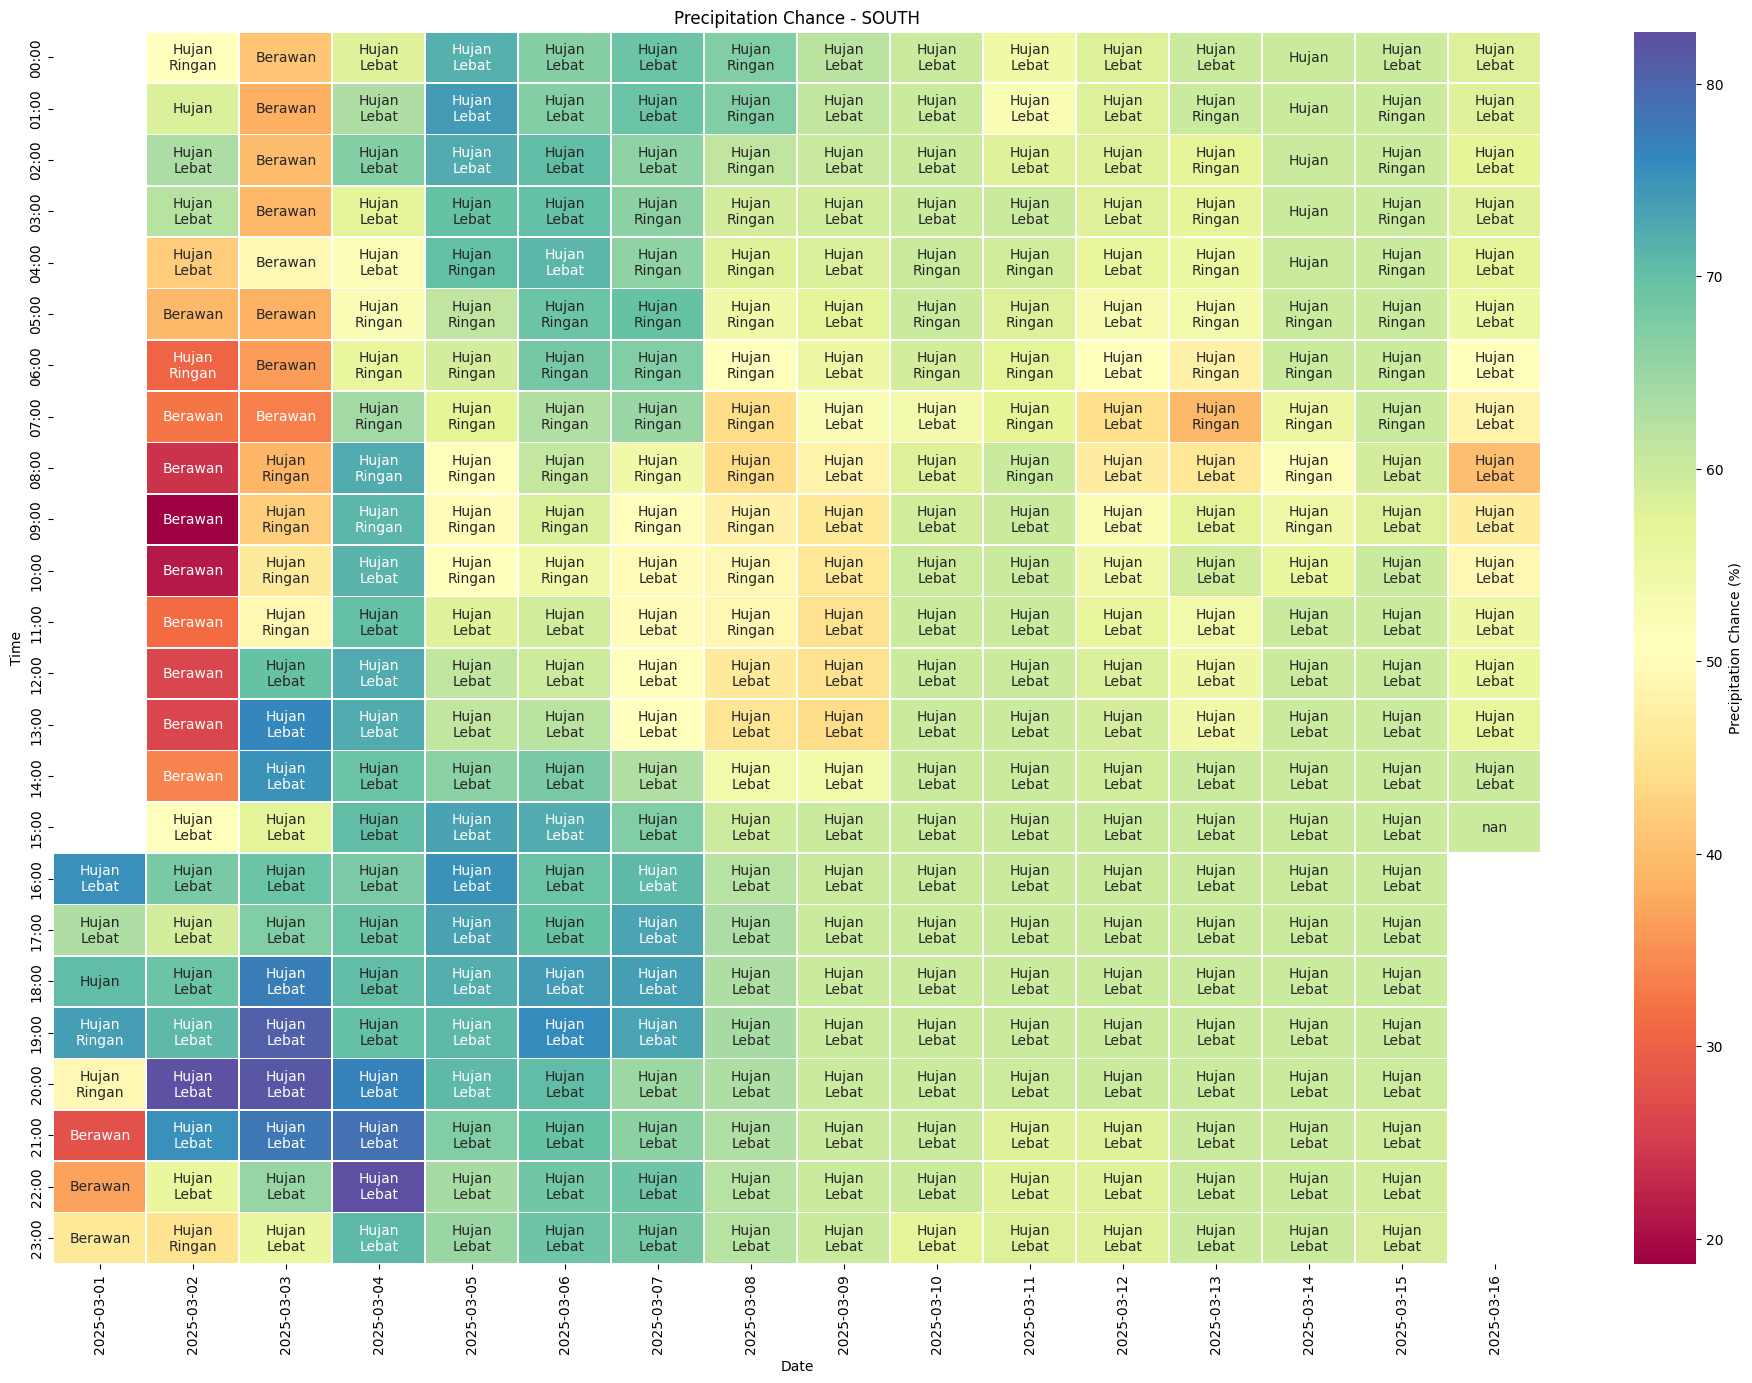 Precipitation Chance - SOUTH
00:00 Hujan Ringan Berawan Hujan Lebat Hujan Lebat Hujan Lebat Hujan Lebat Hujan Ringan Hujan Lebat Hujan Lebat Hujan Lebat Hujan Lebat Hujan Lebat Hujan Hujan Lebat Hujan Lebat
01:00 Hujan Berawan Hujan Lebat Hujan Lebat Hujan Lebat Hujan Lebat Hujan Ringan Hujan Lebat Hujan Lebat Hujan Lebat Hujan Lebat Hujan Ringan Hujan Hujan Ringan Hujan Lebat
02:00 Hujan Lebat Berawan Hujan Lebat Hujan Lebat Hujan Lebat Hujan Lebat Hujan Ringan Hujan Lebat Hujan Lebat Hujan Lebat Hujan Lebat Hujan Ringan Hujan Hujan Ringan Hujan Lebat
03:00 Hujan Lebat Berawan Hujan Lebat Hujan Lebat Hujan Lebat Hujan Ringan Hujan Ringan Hujan Lebat Hujan Lebat Hujan Lebat Hujan Lebat Hujan Ringan Hujan Hujan Ringan Hujan Lebat
04:00 Hujan Lebat Berawan Hujan Lebat Hujan Ringan Hujan Lebat Hujan Ringan Hujan Ringan Hujan Lebat Hujan Ringan Hujan Ringan Hujan Lebat Hujan Ringan Hujan Hujan Ringan Hujan Lebat
05:00 Berawan Berawan Hujan Ringan Hujan Ringan Hujan Ringan Hujan Ringan Hujan Ringan Hujan Lebat Hujan Ringan Hujan Ringan Hujan Lebat Hujan Ringan Hujan Ringan Hujan Ringan Hujan Lebat
06:00 Hujan Ringan Berawan Hujan Ringan Hujan Ringan Hujan Ringan Hujan Ringan Hujan Ringan Hujan Lebat Hujan Ringan Hujan Ringan Hujan Lebat Hujan Ringan Hujan Ringan Hujan Ringan Hujan Lebat
07:00 Berawan Berawan Hujan Ringan Hujan Ringan Hujan Ringan Hujan Ringan Hujan Ringan Hujan Lebat Hujan Lebat Hujan Ringan Hujan Lebat Hujan Ringan Hujan Ringan Hujan Ringan Hujan Lebat
08:00 Berawan Hujan Ringan Hujan Ringan Hujan Ringan Hujan Ringan Hujan Ringan Hujan Ringan Hujan Lebat Hujan Lebat Hujan Ringan Hujan Lebat Hujan Lebat Hujan Ringan Hujan Lebat Hujan Lebat
09:00 Berawan Hujan Ringan Hujan Ringan Hujan Ringan Hujan Ringan Hujan Ringan Hujan Ringan Hujan Lebat Hujan Lebat Hujan Lebat Hujan Lebat Hujan Lebat Hujan Ringan Hujan Lebat Hujan Lebat
10:00 Berawan Hujan Ringan Hujan Lebat Hujan Ringan Hujan Ringan Hujan Lebat Hujan Ringan Hujan Lebat Hujan Lebat Hujan Lebat Hujan Lebat Hujan Lebat Hujan Lebat Hujan Lebat Hujan Lebat
11:00 Berawan Hujan Ringan Hujan Lebat Hujan Lebat Hujan Lebat Hujan Lebat Hujan Ringan Hujan Lebat Hujan Lebat Hujan Lebat Hujan Lebat Hujan Lebat Hujan Lebat Hujan Lebat Hujan Lebat
12:00 Berawan Hujan Lebat Hujan Lebat Hujan Lebat Hujan Lebat Hujan Lebat Hujan Lebat Hujan Lebat Hujan Lebat Hujan Lebat Hujan Lebat Hujan Lebat Hujan Lebat Hujan Lebat Hujan Lebat
13:00 Berawan Hujan Lebat Hujan Lebat Hujan Lebat Hujan Lebat Hujan Lebat Hujan Lebat Hujan Lebat Hujan Lebat Hujan Lebat Hujan Lebat Hujan Lebat Hujan Lebat Hujan Lebat Hujan Lebat
14:00 Berawan Hujan Lebat Hujan Lebat Hujan Lebat Hujan Lebat Hujan Lebat Hujan Lebat Hujan Lebat Hujan Lebat Hujan Lebat Hujan Lebat Hujan Lebat Hujan Lebat Hujan Lebat Hujan Lebat
15:00 Hujan Lebat Hujan Lebat Hujan Lebat Hujan Lebat Hujan Lebat Hujan Lebat Hujan Lebat Hujan Lebat Hujan Lebat Hujan Lebat Hujan Lebat Hujan Lebat Hujan Lebat Hujan Lebat nan
16:00 Hujan Lebat Hujan Lebat Hujan Lebat Hujan Lebat Hujan Lebat Hujan Lebat Hujan Lebat Hujan Lebat Hujan Lebat Hujan Lebat Hujan Lebat Hujan Lebat Hujan Lebat Hujan Lebat Hujan Lebat
17:00 Hujan Lebat Hujan Lebat Hujan Lebat Hujan Lebat Hujan Lebat Hujan Lebat Hujan Lebat Hujan Lebat Hujan Lebat Hujan Lebat Hujan Lebat Hujan Lebat Hujan Lebat Hujan Lebat Hujan Lebat
18:00 Hujan Hujan Lebat Hujan Lebat Hujan Lebat Hujan Lebat Hujan Lebat Hujan Lebat Hujan Lebat Hujan Lebat Hujan Lebat Hujan Lebat Hujan Lebat Hujan Lebat Hujan Lebat Hujan Lebat
19:00 Hujan Ringan Hujan Lebat Hujan Lebat Hujan Lebat Hujan Lebat Hujan Lebat Hujan Lebat Hujan Lebat Hujan Lebat Hujan Lebat Hujan Lebat Hujan Lebat Hujan Lebat Hujan Lebat Hujan Lebat
20:00 Hujan Ringan Hujan Lebat Hujan Lebat Hujan Lebat Hujan Lebat Hujan Lebat Hujan Lebat Hujan Lebat Hujan Lebat Hujan Lebat Hujan Lebat Hujan Lebat Hujan Lebat Hujan Lebat Hujan Lebat
21:00 Berawan Hujan Lebat Hujan Lebat Hujan Lebat Hujan Lebat Hujan Lebat Hujan Lebat Hujan Lebat Hujan Lebat Hujan Lebat Hujan Lebat Hujan Lebat Hujan Lebat Hujan Lebat Hujan Lebat
22:00 Berawan Hujan Lebat Hujan Lebat Hujan Lebat Hujan Lebat Hujan Lebat Hujan Lebat Hujan Lebat Hujan Lebat Hujan Lebat Hujan Lebat Hujan Lebat Hujan Lebat Hujan Lebat Hujan Lebat
23:00 Berawan Hujan Ringan Hujan Lebat Hujan Lebat Hujan Lebat Hujan Lebat Hujan Lebat Hujan Lebat Hujan Lebat Hujan Lebat Hujan Lebat Hujan Lebat Hujan Lebat Hujan Lebat Hujan Lebat
Time
2025-03-01 2025-03-02 2025-03-03 2025-03-04 2025-03-05 2025-03-06 2025-03-07 2025-03-08 2025-03-09 2025-03-10 2025-03-11 2025-03-12 2025-03-13 2025-03-14 2025-03-15 2025-03-16
Date
80
70
60
50
40
30
20
Precipitation Chance (%)